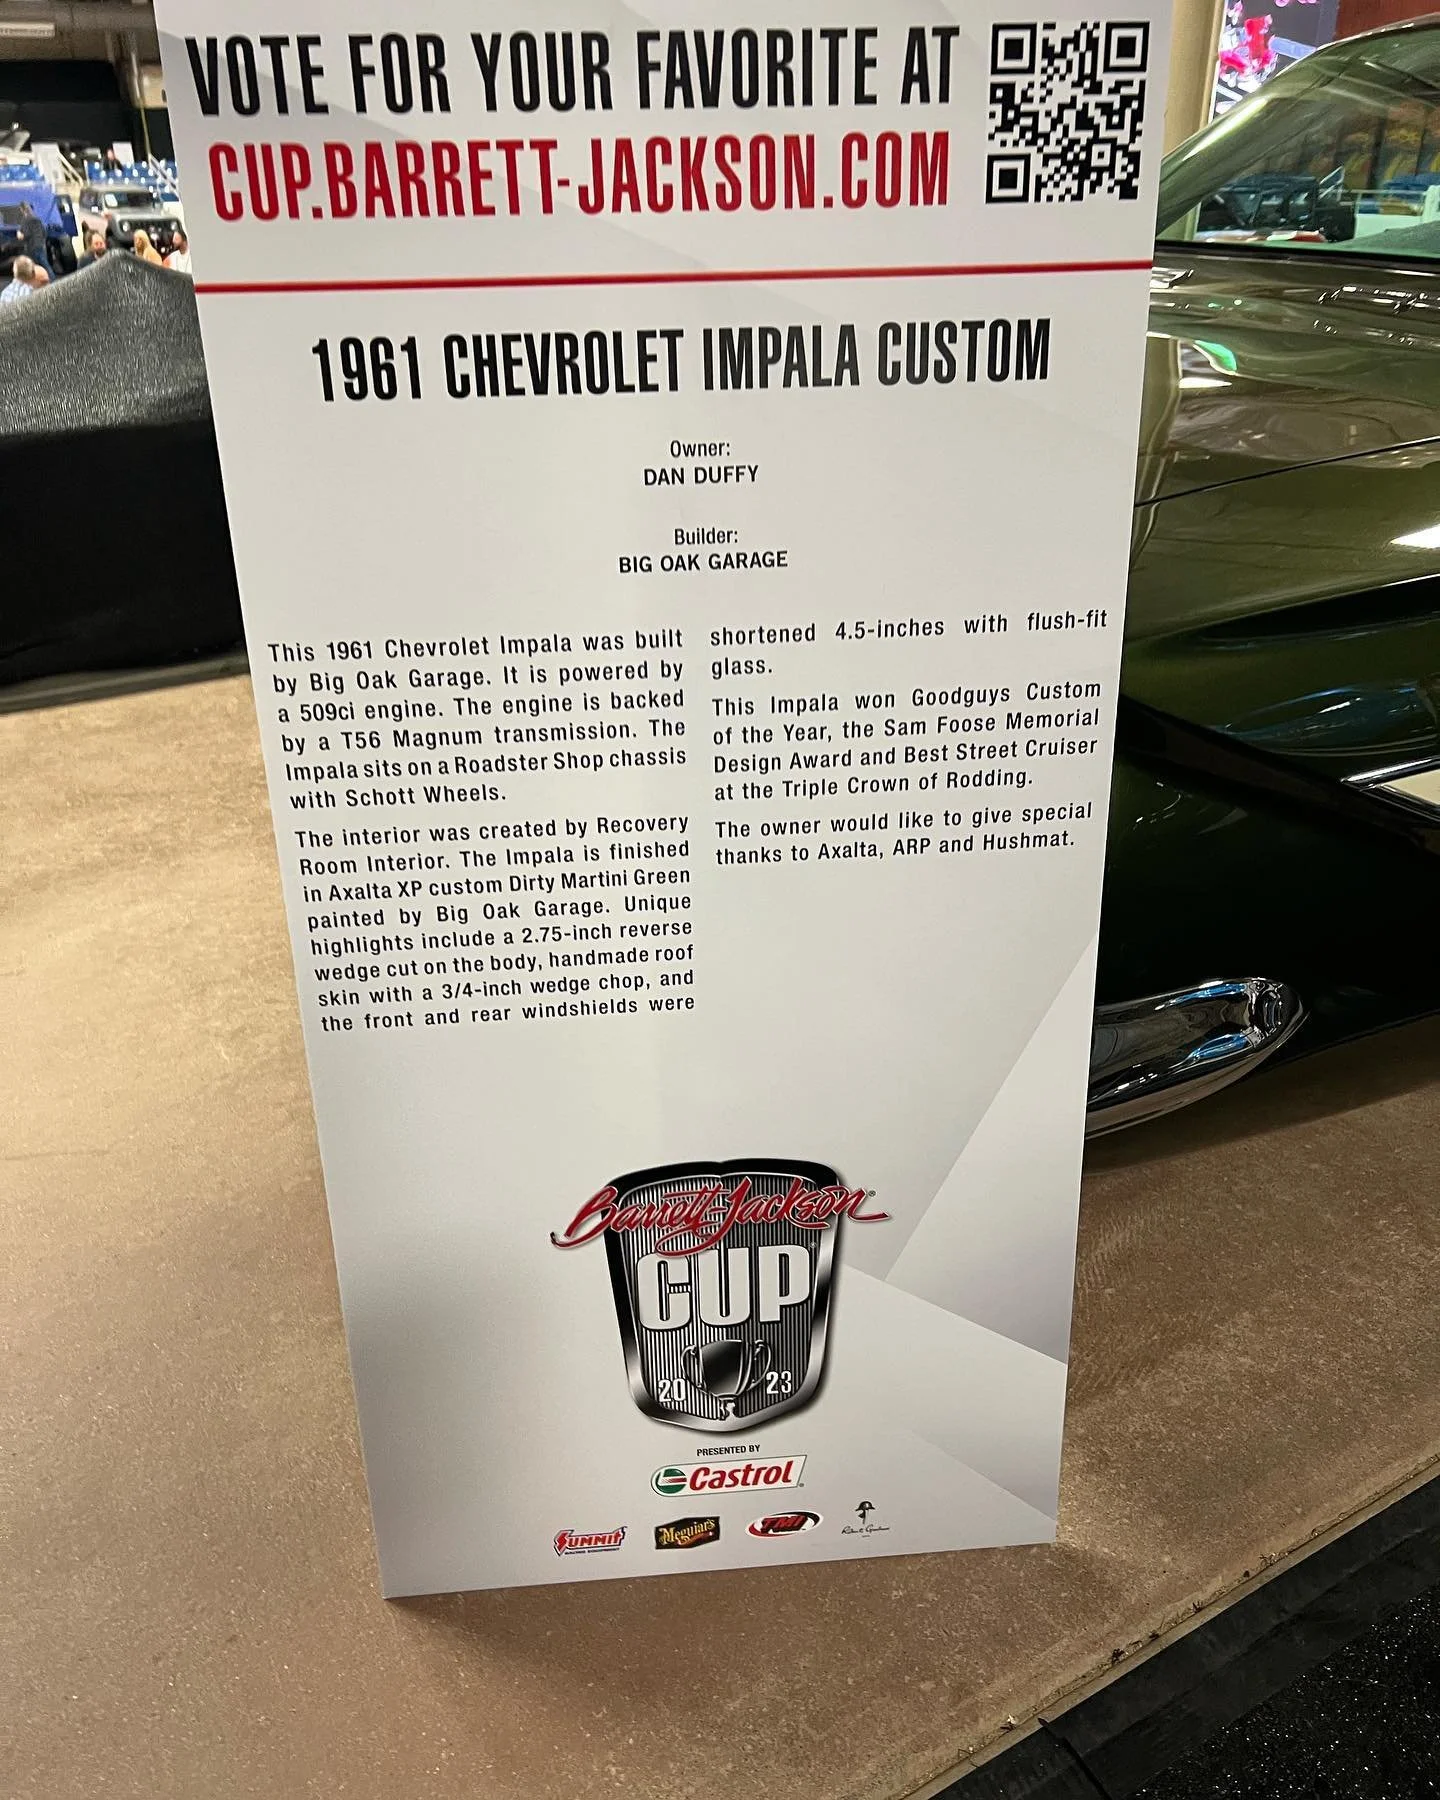 VOTE FOR YOUR FAVORITE AT
CUP.BARRETT-JACKSON.COM
1961 CHEVROLET IMPALA CUSTOM
Owner:
DAN DUFFY
Builder:
BIG OAK GARAGE
This 1961 Chevrolet Impala was built
by Big Oak Garage. It is powered by
a 509ci engine. The engine is backed
by a T56 Magnum transmission. The
Impala sits on a Roadster Shop chassis
with Schott Wheels.
The interior was created by Recovery
Room Interior. The Impala is finished
in Axalta XP custom Dirty Martini Green
painted by Big Oak Garage. Unique
highlights include a 2.75-inch reverse
wedge cut on the body, handmade roof
skin with a 3/4-inch wedge chop, and
the front and rear windshields were
shortened 4.5-inches with flush-fit
glass.
This Impala won Goodguys Custom
of the Year, the Sam Foose Memorial
Design Award and Best Street Cruiser
at the Triple Crown of Rodding.
The owner would like to give special
thanks to Axalta, ARP and Hushmat.
Barrett-Jackson®
CUP
20 23
PRESENTED BY
Castrol
SUMMIT
RACING EQUIPMENT
Meguiar's
TMI